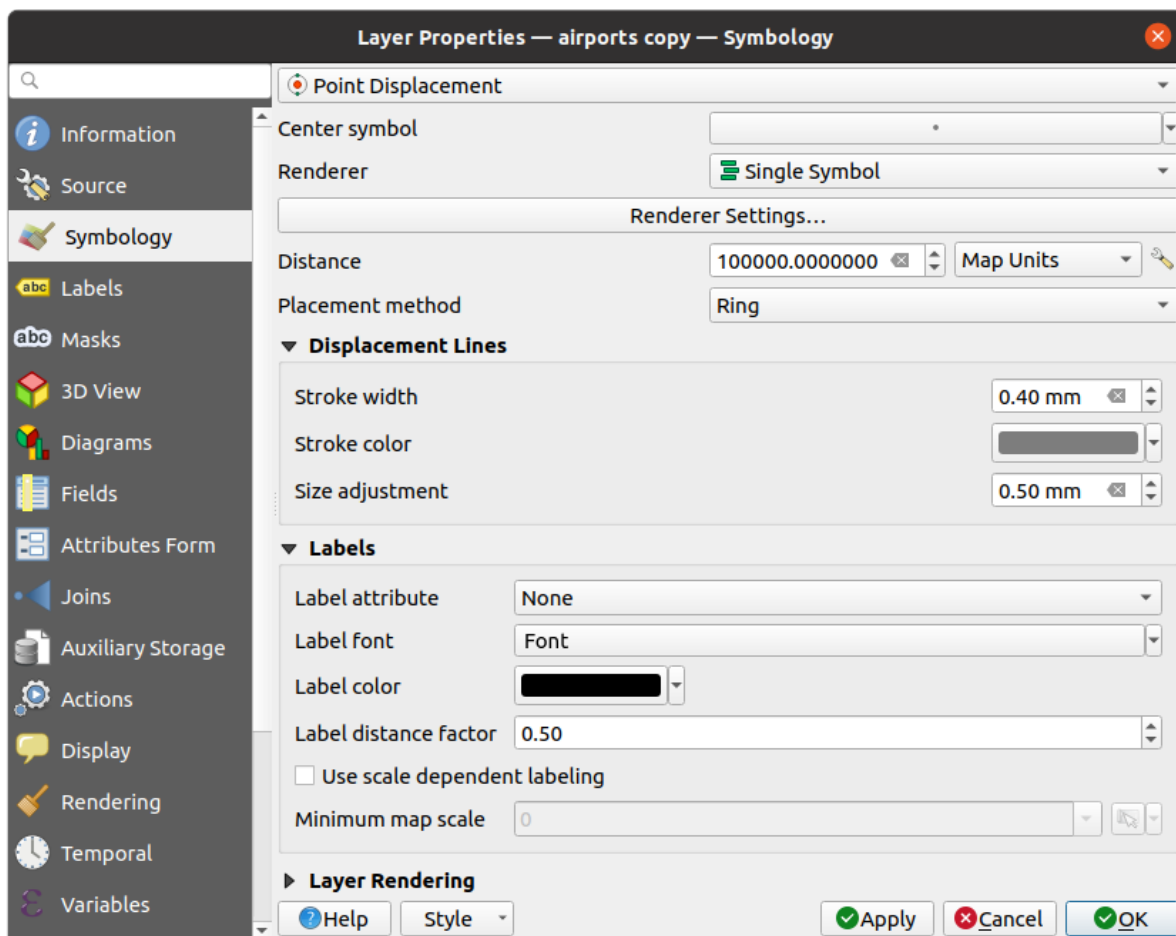 Layer Properties — airports copy — Symbology
Information
Source
Symbology
abc Labels
abc Masks
3D View
Diagrams
Fields
Attributes Form
Joins
Auxiliary Storage
Actions
Display
Rendering
Temporal
Variables
Point Displacement
Center symbol
Renderer Single Symbol
Renderer Settings...
Distance 100000.0000000 Map Units
Placement method Ring
Displacement Lines
Stroke width 0.40 mm
Stroke color
Size adjustment 0.50 mm
Labels
Label attribute None
Label font Font
Label color
Label distance factor 0.50
Use scale dependent labeling
Minimum map scale 0
Layer Rendering
Help Style Apply Cancel OK